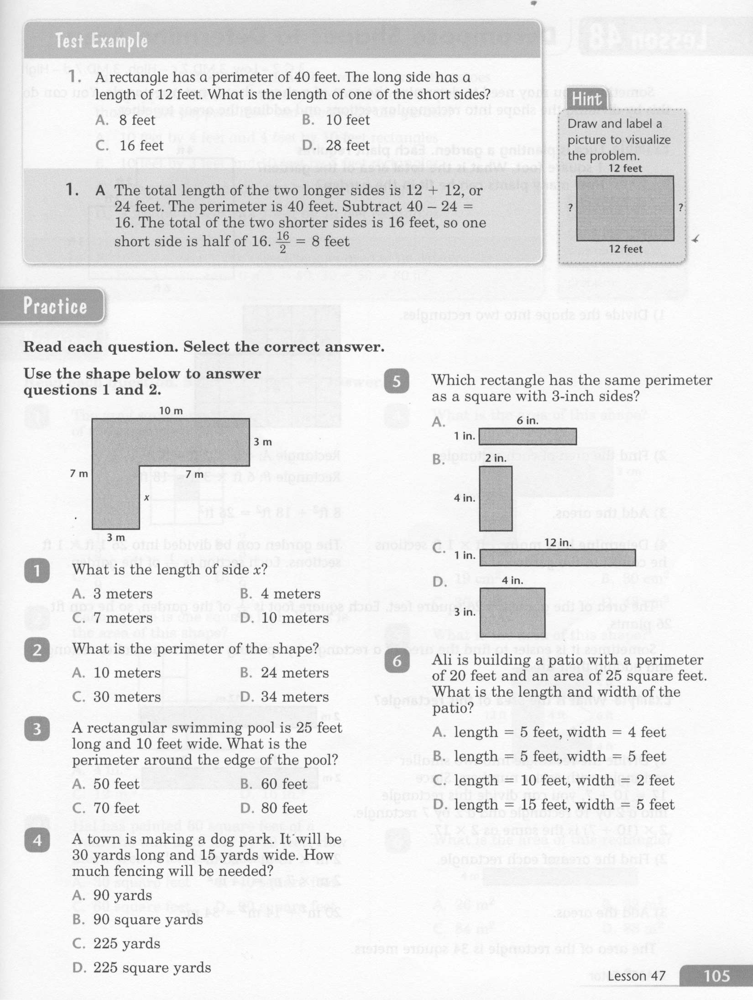 Test Example
1. A rectangle has a perimeter of 40 feet. The long side has a
length of 12 feet. What is the length of one of the short sides?
A. 8 feet B. 10 feet
C. 16 feet D. 28 feet
1. A The total length of the two longer sides is 12 + 12, or
24 feet. The perimeter is 40 feet. Subtract 40 – 24 =
16. The total of the two shorter sides is 16 feet, so one
short side is half of 16. 16/2 = 8 feet
Hint
Draw and label a
picture to visualize
the problem.
12 feet
? ?
12 feet
Practice
Read each question. Select the correct answer.
Use the shape below to answer
questions 1 and 2.
10 m
3 m
7 m
7 m
x
3 m
1 What is the length of side x?
A. 3 meters B. 4 meters
C. 7 meters D. 10 meters
2 What is the perimeter of the shape?
A. 10 meters B. 24 meters
C. 30 meters D. 34 meters
3 A rectangular swimming pool is 25 feet
long and 10 feet wide. What is the
perimeter around the edge of the pool?
A. 50 feet B. 60 feet
C. 70 feet D. 80 feet
4 A town is making a dog park. It will be
30 yards long and 15 yards wide. How
much fencing will be needed?
A. 90 yards
B. 90 square yards
C. 225 yards
D. 225 square yards
5 Which rectangle has the same perimeter
as a square with 3-inch sides?
A. 6 in.
1 in.
B. 2 in.
4 in.
C. 12 in.
1 in.
D. 4 in.
3 in.
6 Ali is building a patio with a perimeter
of 20 feet and an area of 25 square feet.
What is the length and width of the
patio?
A. length = 5 feet, width = 4 feet
B. length = 5 feet, width = 5 feet
C. length = 10 feet, width = 2 feet
D. length = 15 feet, width = 5 feet
Lesson 47 105